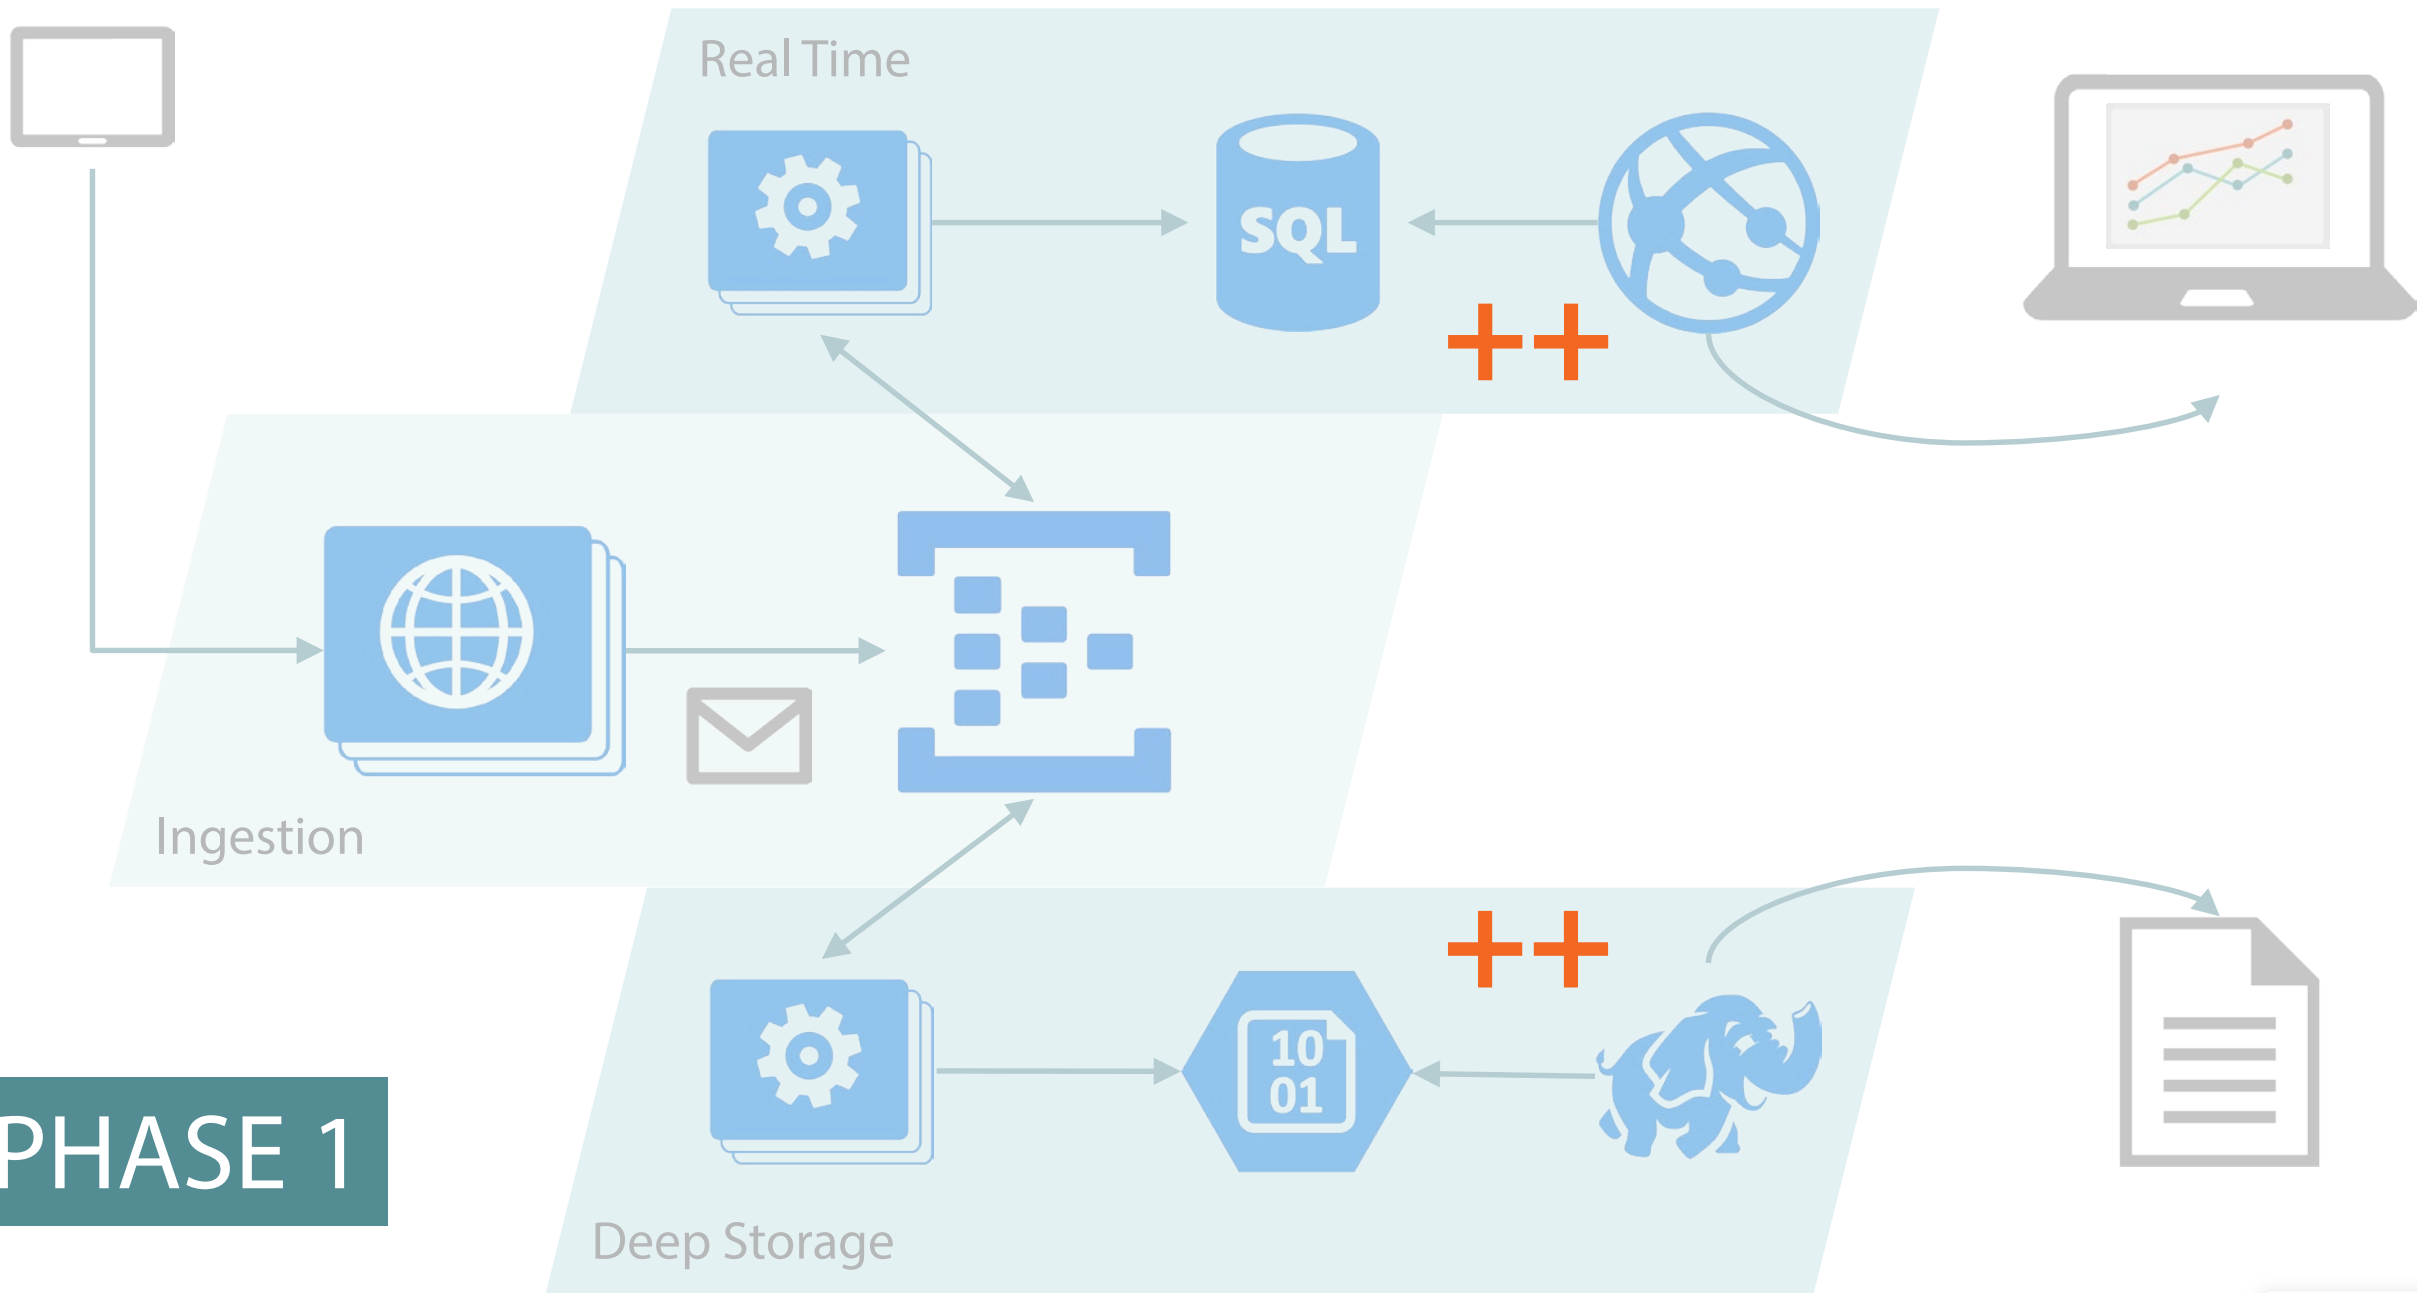 Real Time
SQL
++
Ingestion
++
10
01
PHASE 1
Deep Storage